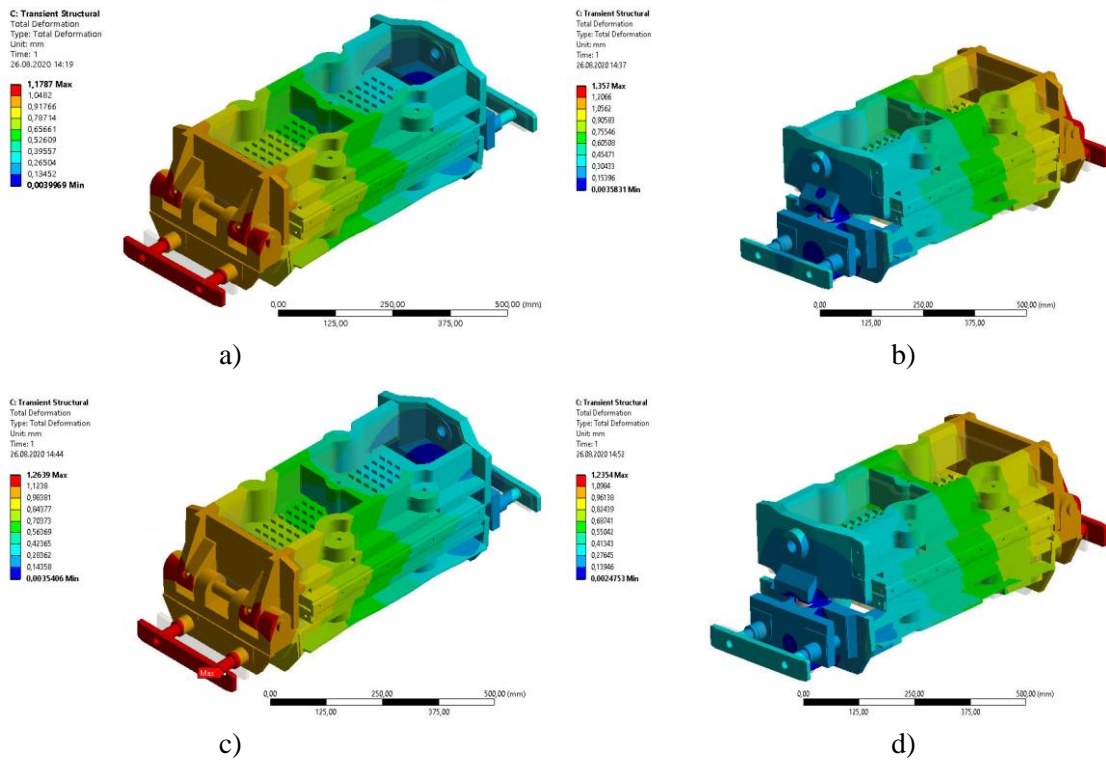 C: Transient Structural
Total Deformation
Type: Total Deformation
Unit: mm
Time: 1
26.08.2020 14:19
1,1787 Max
1,0482
0,91766
0,78714
0,65661
0,52609
0,39557
0,26504
0,13452
0,0039969 Min
0,00
250,00
500,00 (mm)
125,00
375,00
a)
C: Transient Structural
Total Deformation
Type: Total Deformation
Unit: mm
Time: 1
26.08.2020 14:37
1,357 Max
1,2066
1,0562
0,90583
0,75546
0,60508
0,45471
0,30433
0,15396
0,0035831 Min
0,00
250,00
500,00 (mm)
125,00
375,00
b)
C: Transient Structural
Total Deformation
Type: Total Deformation
Unit: mm
Time: 1
26.08.2020 14:44
1,2639 Max
1,1238
0,98381
0,84377
0,70373
0,56369
0,42365
0,28362
0,14358
0,0035406 Min
Max
0,00
250,00
500,00 (mm)
125,00
375,00
c)
C: Transient Structural
Total Deformation
Type: Total Deformation
Unit: mm
Time: 1
26.08.2020 14:52
1,2354 Max
1,0984
0,96138
0,82439
0,68741
0,55042
0,41343
0,27645
0,13946
0,0024753 Min
0,00
250,00
500,00 (mm)
125,00
375,00
d)